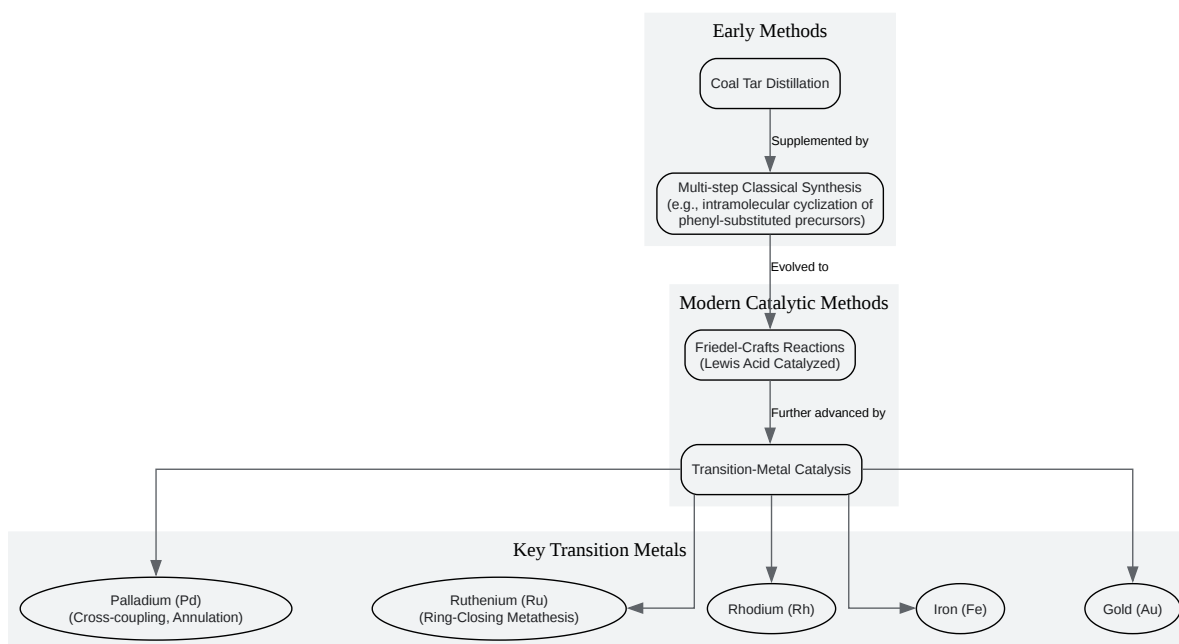 Early Methods
Coal Tar Distillation
Supplemented by
Multi-step Classical Synthesis
(e.g., intramolecular cyclization of
phenyl-substituted precursors)
Evolved to
Modern Catalytic Methods
Friedel-Crafts Reactions
(Lewis Acid Catalyzed)
Further advanced by
Transition-Metal Catalysis
Key Transition Metals
Palladium (Pd)
(Cross-coupling, Annulation)
Ruthenium (Ru)
(Ring-Closing Metathesis)
Rhodium (Rh)
Iron (Fe)
Gold (Au)